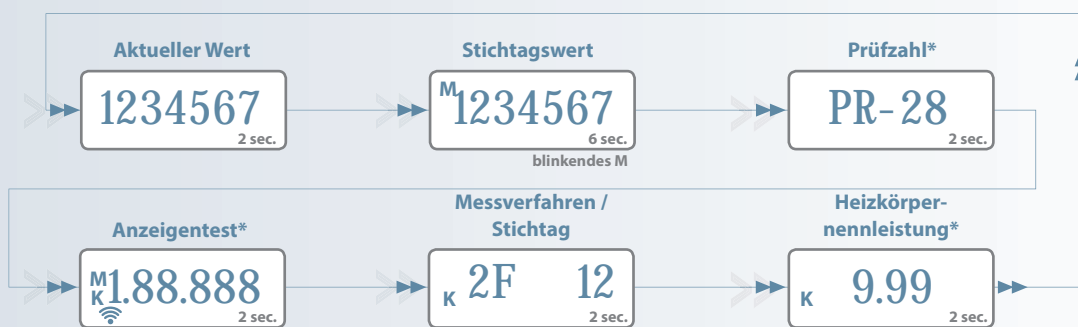 Aktueller Wert
1234567
2 sec.
Stichtagswert
M1234567
6 sec.
blinkendes M
Prüfzahl*
PR-28
2 sec.
Anzeigentest*
M
K
1.88.888
2 sec.
Messverfahren /
Stichtag
K 2F 12
2 sec.
Heizkörper-
nennleistung*
K 9.99
2 sec.